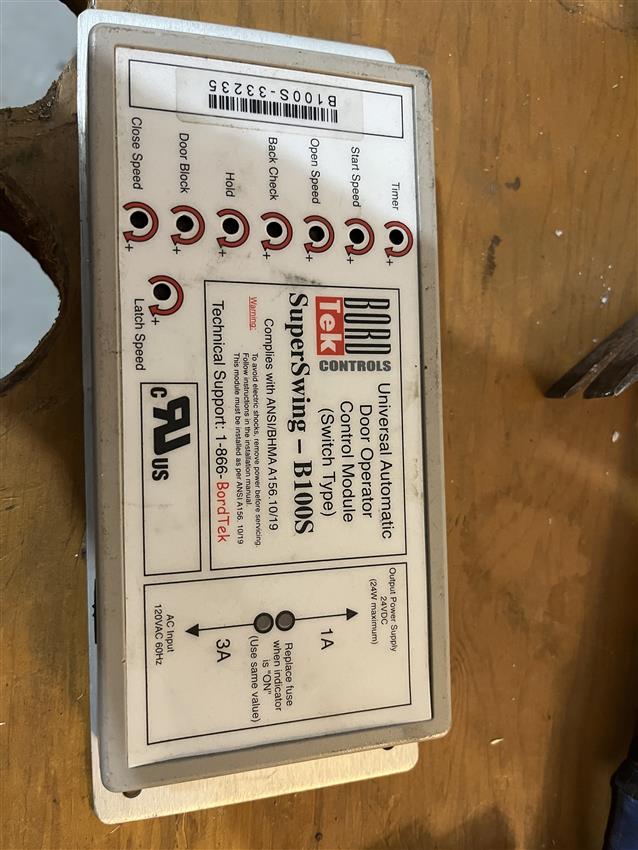 B100S-33235
Timer
Start Speed
Open Speed
Back Check
Hold
Door Block
Close Speed
+
+
+
+
+
+
+
+
Latch Speed
BORD
Tek
CONTROLS
Universal Automatic
Door Operator
Control Module
(Switch Type)
SuperSwing – B100S
Complies with ANSI/BHMA A156.10/19
Warning: To avoid electric shocks, remove power before servicing.
Follow instructions in the installation manual
This module must be installed as per ANSI A156. 10/19
Technical Support: 1-866-BordTek
c RU us
Output Power Supply
24VDC
(24W maximum)
1A
Replace fuse
when indicator
is "ON"
(Use same value)
3A
AC Input
120VAC 60Hz